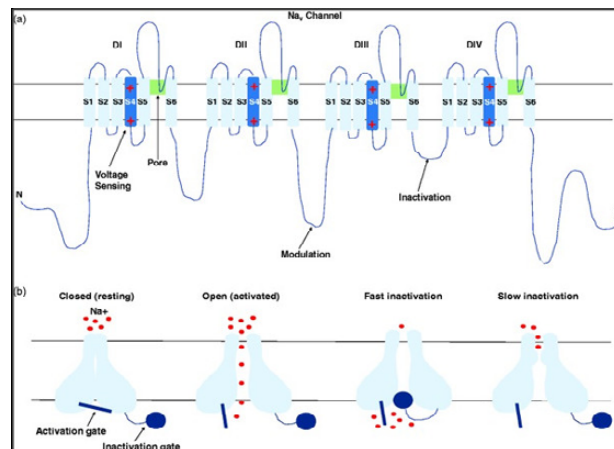 (a)
Nav Channel
DI DII DIII DIV
S1 S2 S3 S4 S5 S6 S1 S2 S3 S4 S5 S6 S1 S2 S3 S4 S5 S6 S1 S2 S3 S4 S5 S6
Pore
Voltage
Sensing
Inactivation
N
Modulation
(b)
Closed (resting) Open (activated) Fast inactivation Slow inactivation
Na+
Activation gate
Inactivation gate